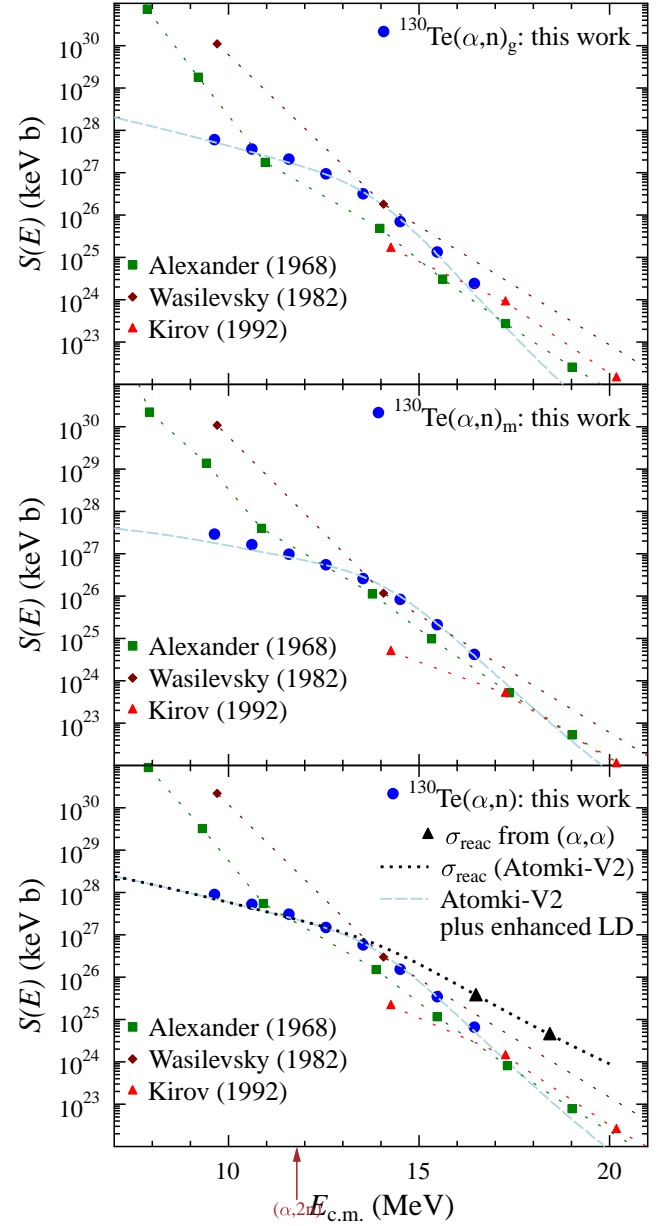 10³⁰
10²⁹
10²⁸
10²⁷
10²⁶
10²⁵
10²⁴
10²³
S(E) (keV b)
¹³⁰Te(α,n)g: this work
Alexander (1968)
Wasilevsky (1982)
Kirov (1992)
10³⁰
10²⁹
10²⁸
10²⁷
10²⁶
10²⁵
10²⁴
10²³
S(E) (keV b)
¹³⁰Te(α,n)m: this work
Alexander (1968)
Wasilevsky (1982)
Kirov (1992)
10³⁰
10²⁹
10²⁸
10²⁷
10²⁶
10²⁵
10²⁴
10²³
S(E) (keV b)
¹³⁰Te(α,n): this work
σreac from (α,α)
σreac (Atomki-V2)
Atomki-V2
plus enhanced LD
Alexander (1968)
Wasilevsky (1982)
Kirov (1992)
10 15 20
(α,2n)
Ec.m. (MeV)